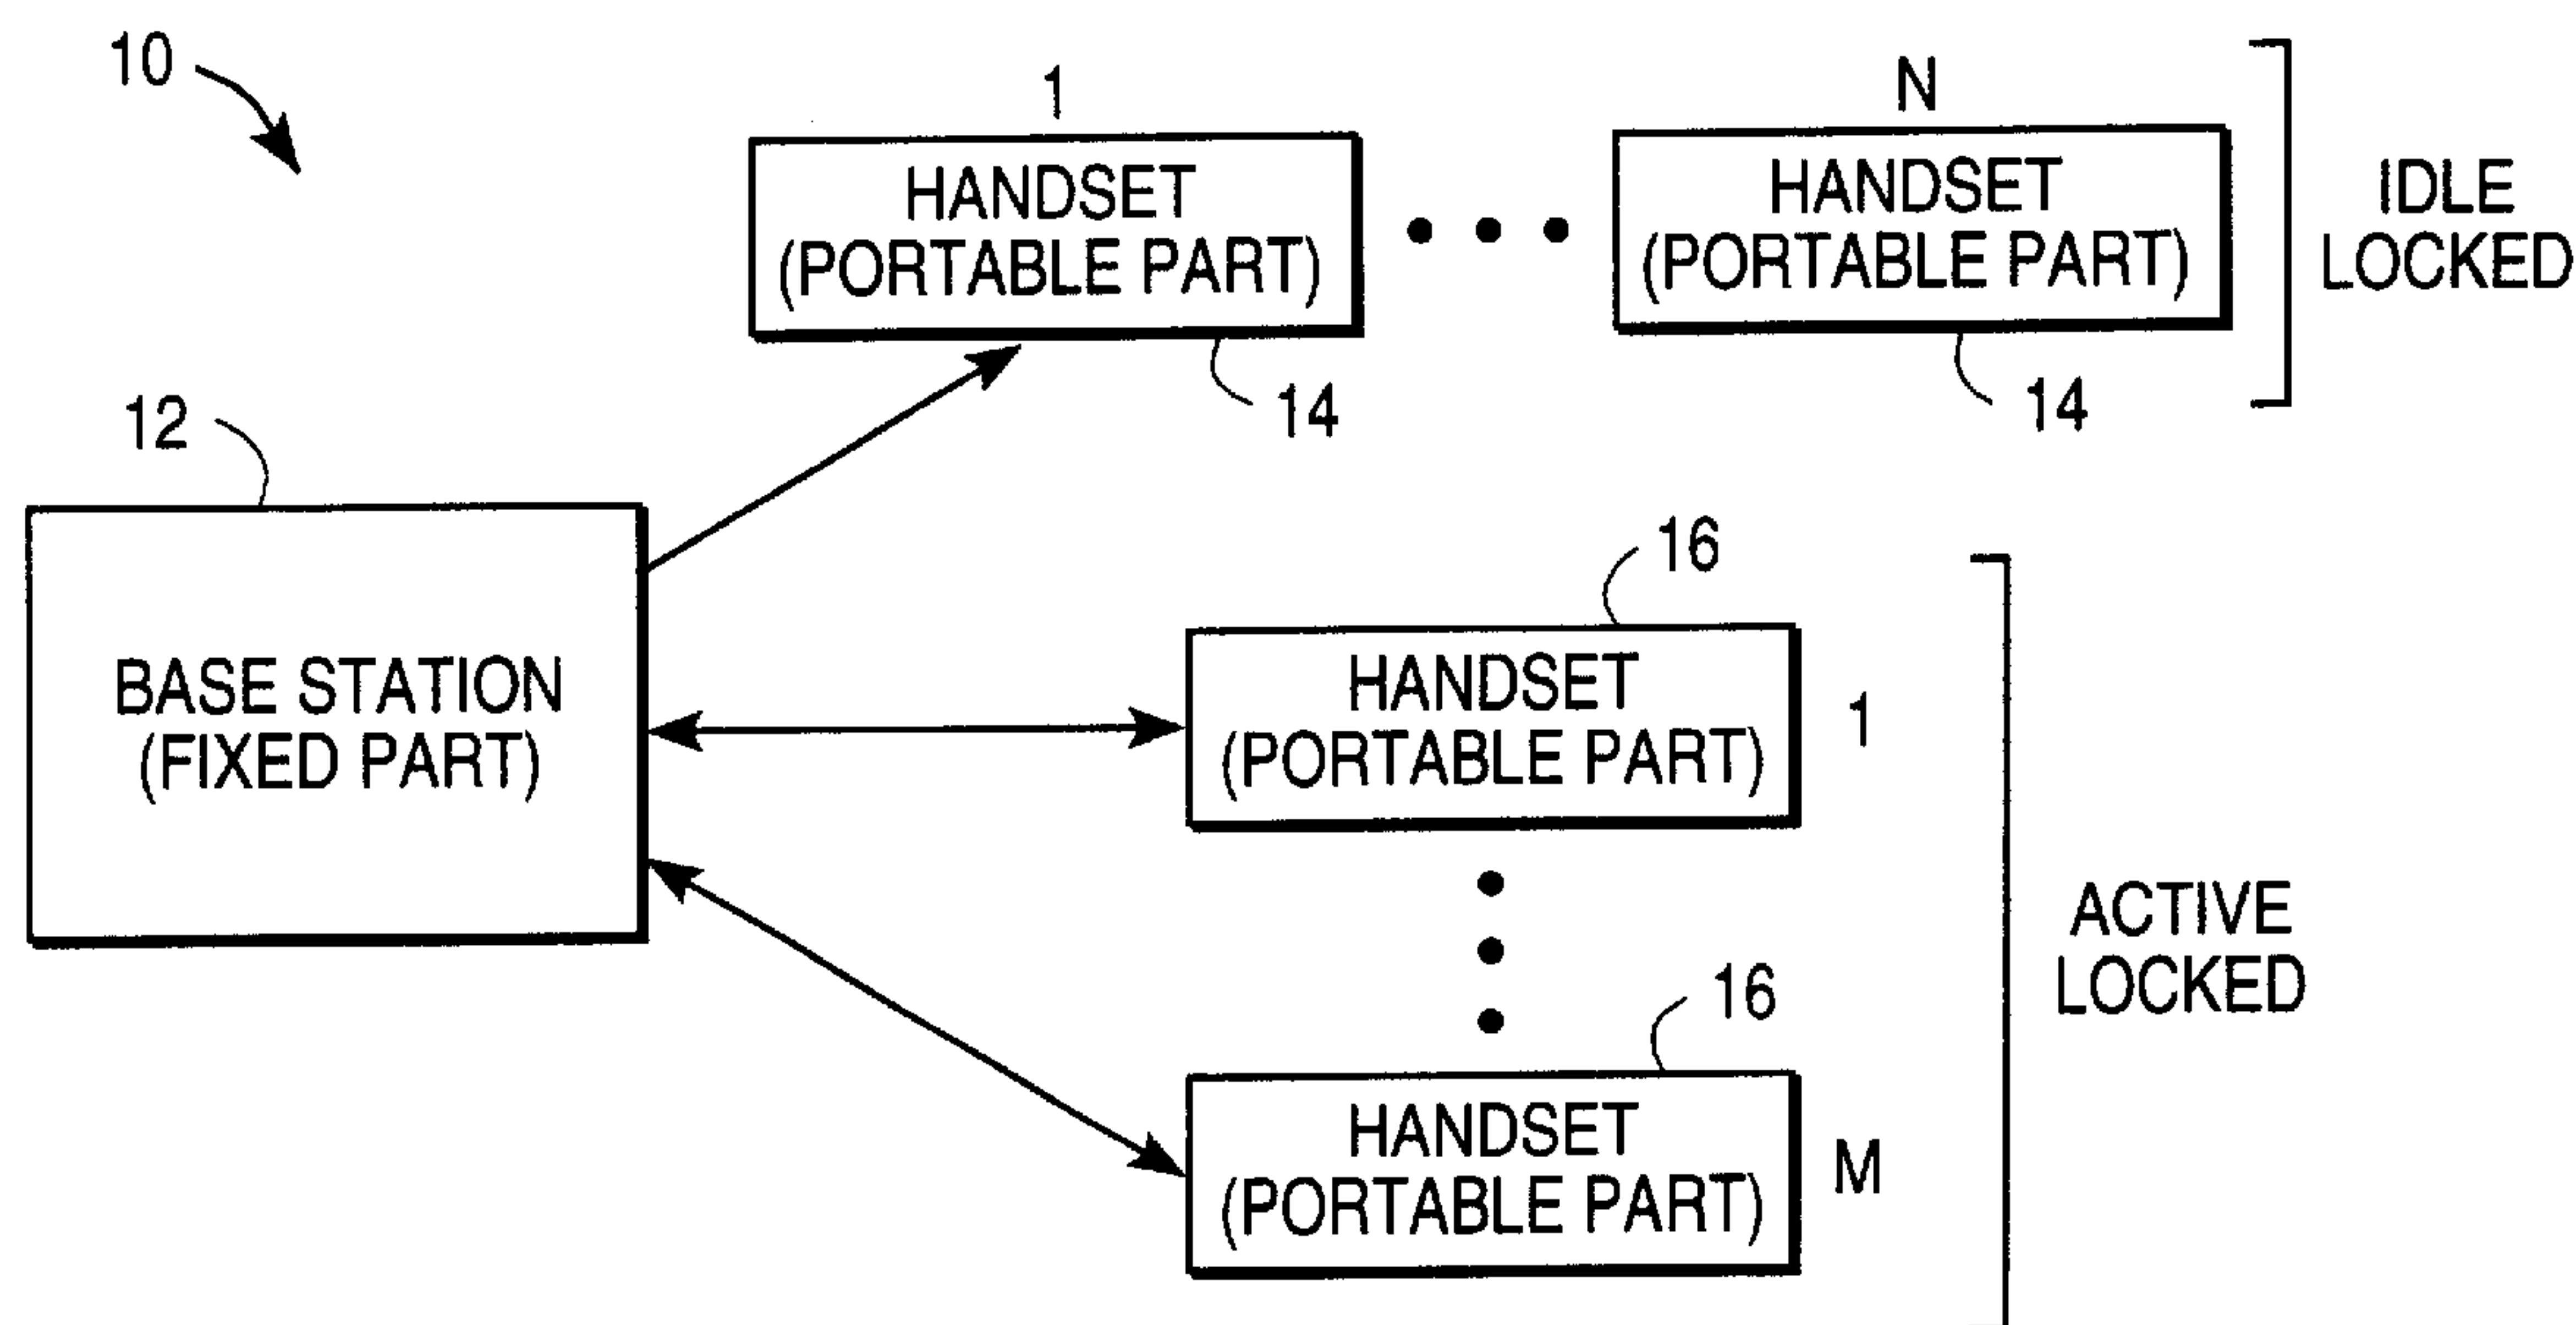 10
1
HANDSET
(PORTABLE PART)
14
N
HANDSET
(PORTABLE PART)
14
IDLE
LOCKED
12
BASE STATION
(FIXED PART)
16
HANDSET
(PORTABLE PART)
1
16
HANDSET
(PORTABLE PART)
M
ACTIVE
LOCKED